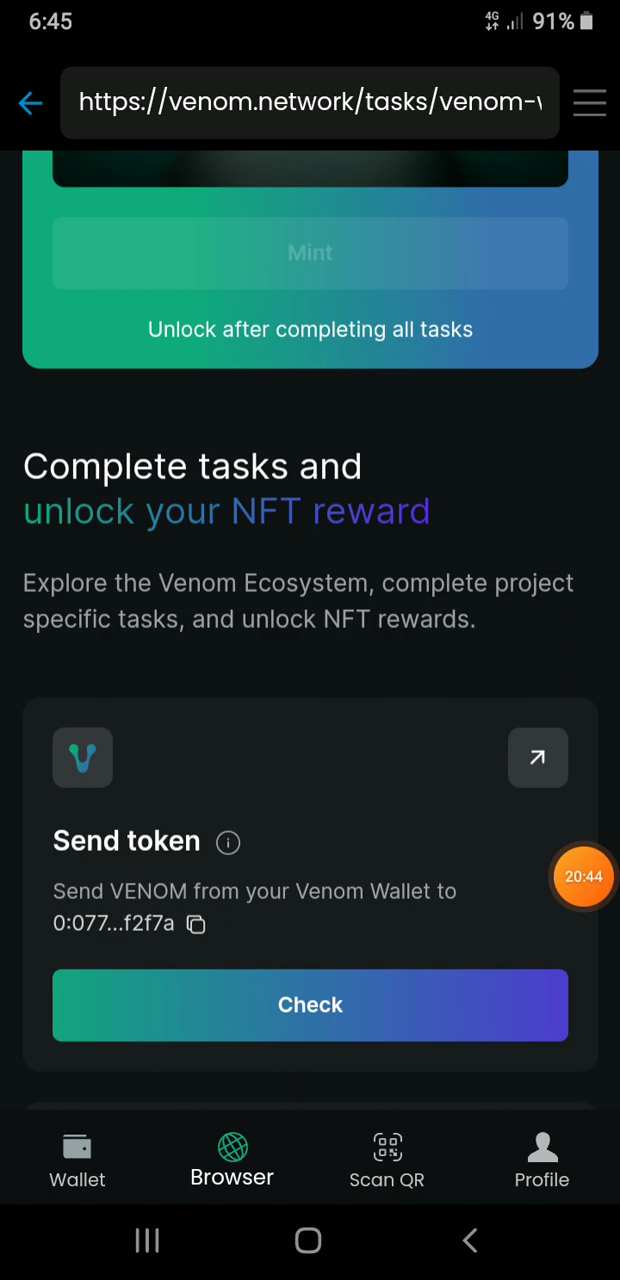 6:45
4G 91%
https://venom.network/tasks/venom-
Mint
Unlock after completing all tasks
Complete tasks and
unlock your NFT reward
Explore the Venom Ecosystem, complete project
specific tasks, and unlock NFT rewards.
Send token
Send VENOM from your Venom Wallet to
0:077...f2f7a
20:44
Check
Wallet Browser Scan QR Profile